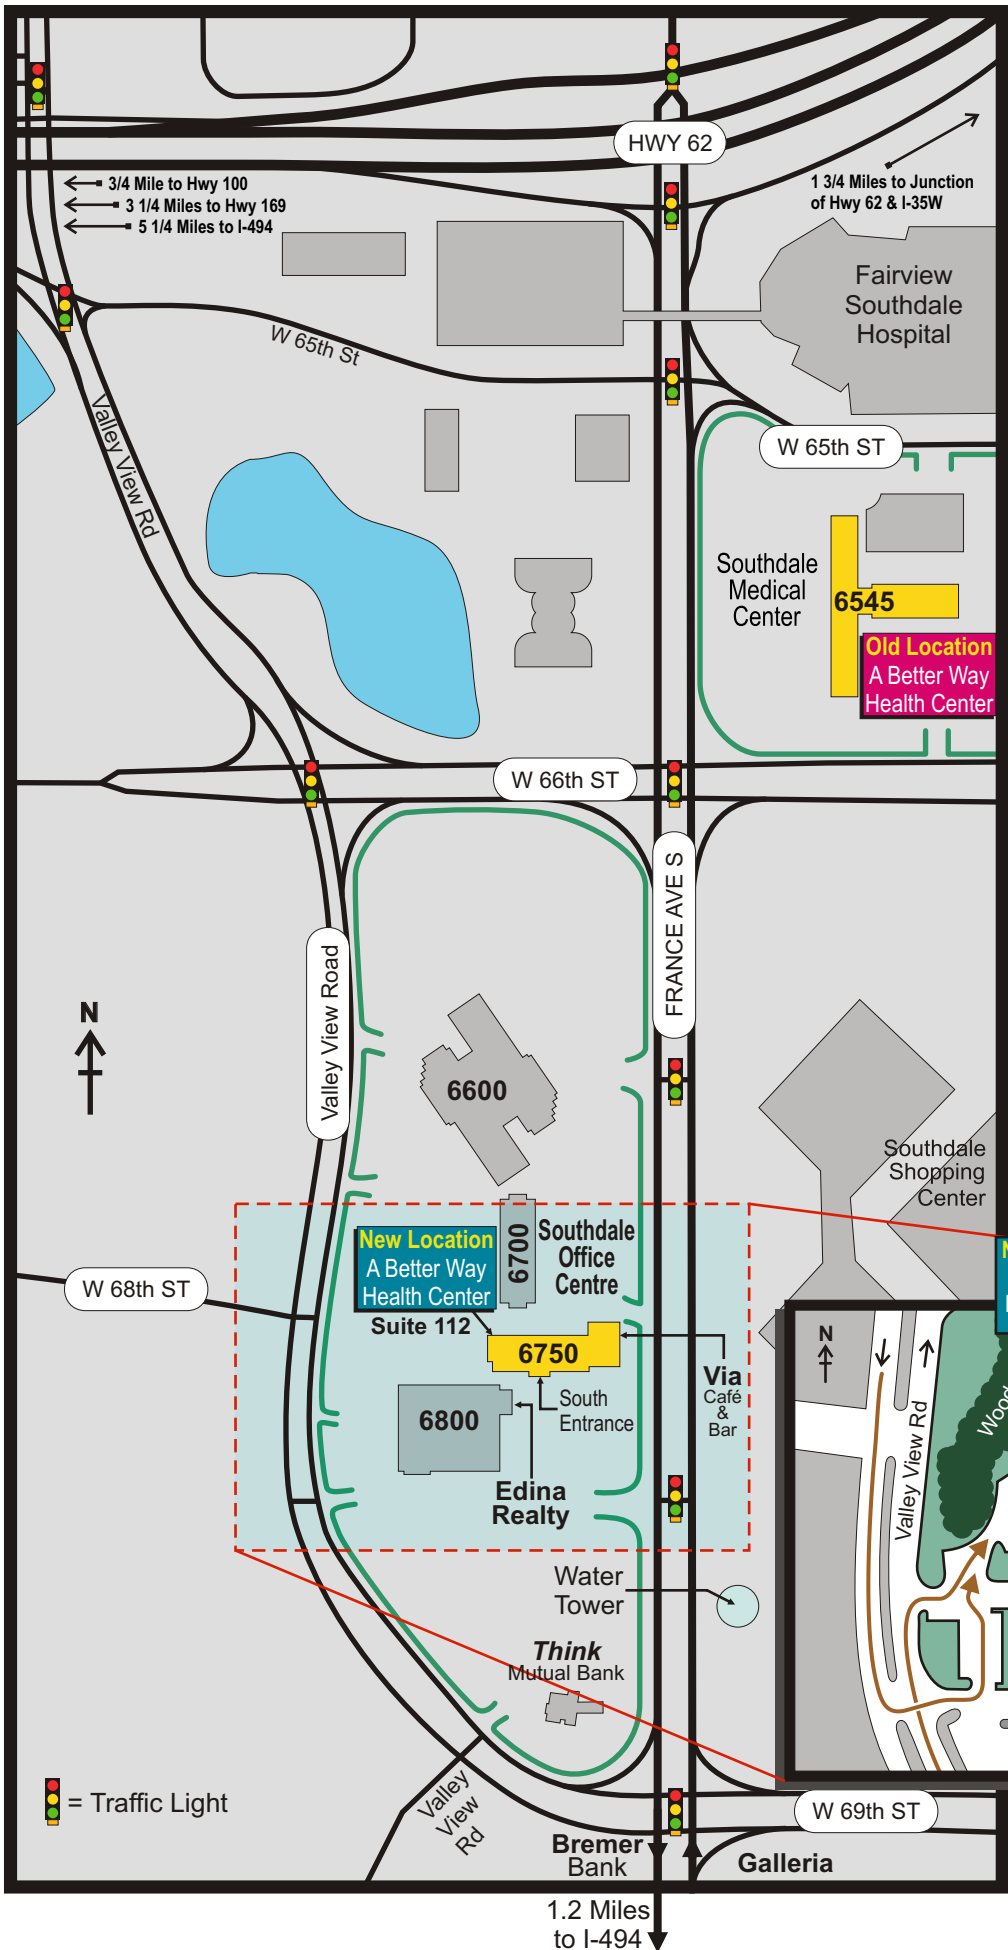 HWY 62
3/4 Mile to Hwy 100
3 1/4 Miles to Hwy 169
5 1/4 Miles to I-494
1 3/4 Miles to Junction
of Hwy 62 & I-35W
Fairview
Southdale
Hospital
W 65th St
Valley View Rd
W 65th ST
Southdale
Medical
Center
6545
Old Location
A Better Way
Health Center
W 66th ST
FRANCE AVE S
Valley View Road
N
6600
Southdale
Shopping
Center
6700
Southdale
Office
Centre
New Location
A Better Way
Health Center
Suite 112
W 68th ST
6750
Via
Café
&
Bar
South
Entrance
6800
Edina
Realty
N
Valley View Rd
Water
Tower
Think
Mutual Bank
= Traffic Light
Valley
View
Rd
W 69th ST
Bremer
Bank
Galleria
1.2 Miles
to I-494